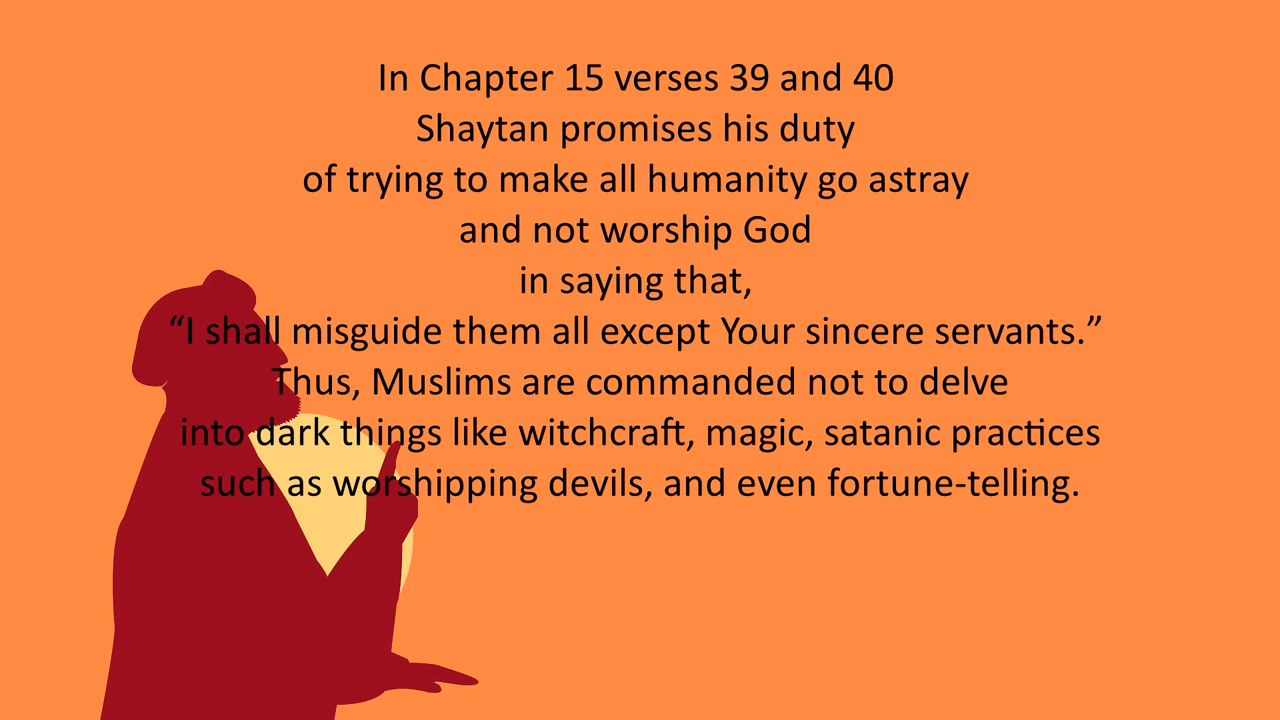 In Chapter 15 verses 39 and 40
Shaytan promises his duty
of trying to make all humanity go astray
and not worship God
in saying that,
“I shall misguide them all except Your sincere servants.”
Thus, Muslims are commanded not to delve
into dark things like witchcraft, magic, satanic practices
such as worshipping devils, and even fortune-telling.